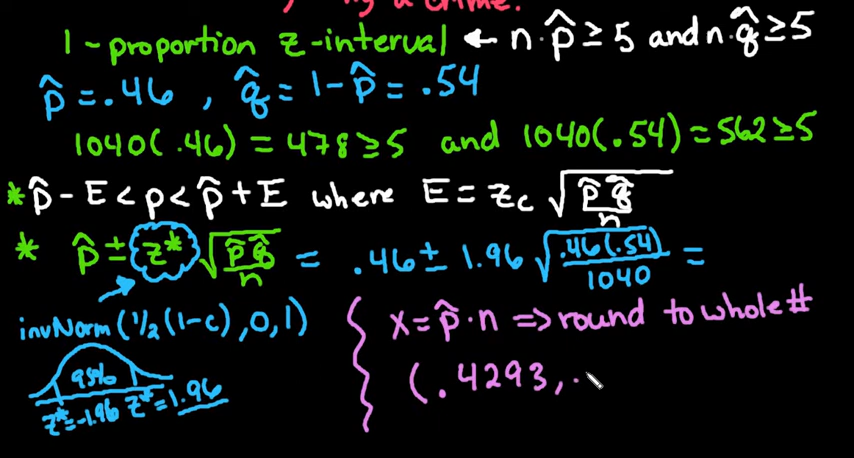 a crime.
1-proportion z-interval ← n·p̂ ≥ 5 and n·q̂ ≥ 5
p̂ = .46 , q̂ = 1 - p̂ = .54
1040(.46) = 478 ≥ 5 and 1040(.54) = 562 ≥ 5
* p̂ - E < p < p̂ + E where E = zc √(p̂q̂/n)
* p̂ ± z* √(p̂q̂/n) = .46 ± 1.96 √(.46(.54)/1040) =
invNorm(1/2(1-c),0,1)
95%
z*=-1.96 z*=1.96
x = p̂·n => round to whole #
(.4293, .